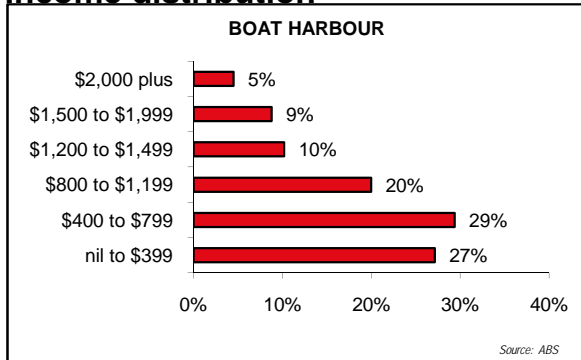 Income distribution
BOAT HARBOUR
$2,000 plus 5%
$1,500 to $1,999 9%
$1,200 to $1,499 10%
$800 to $1,199 20%
$400 to $799 29%
nil to $399 27%
0% 10% 20% 30% 40%
Source: ABS